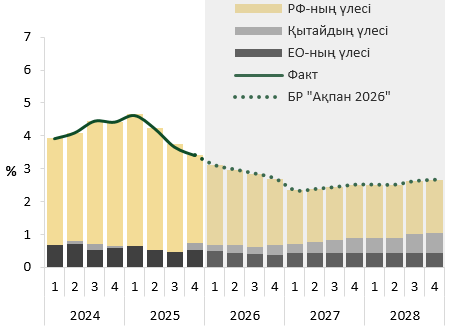 РФ-ның үлесі
Қытайдың үлесі
ЕО-ның үлесі
Факт
БР "Ақпан 2026"
7
6
5
4
3
2
1
0
%
1 2 3 4 1 2 3 4 1 2 3 4 1 2 3 4 1 2 3 4
2024 2025 2026 2027 2028